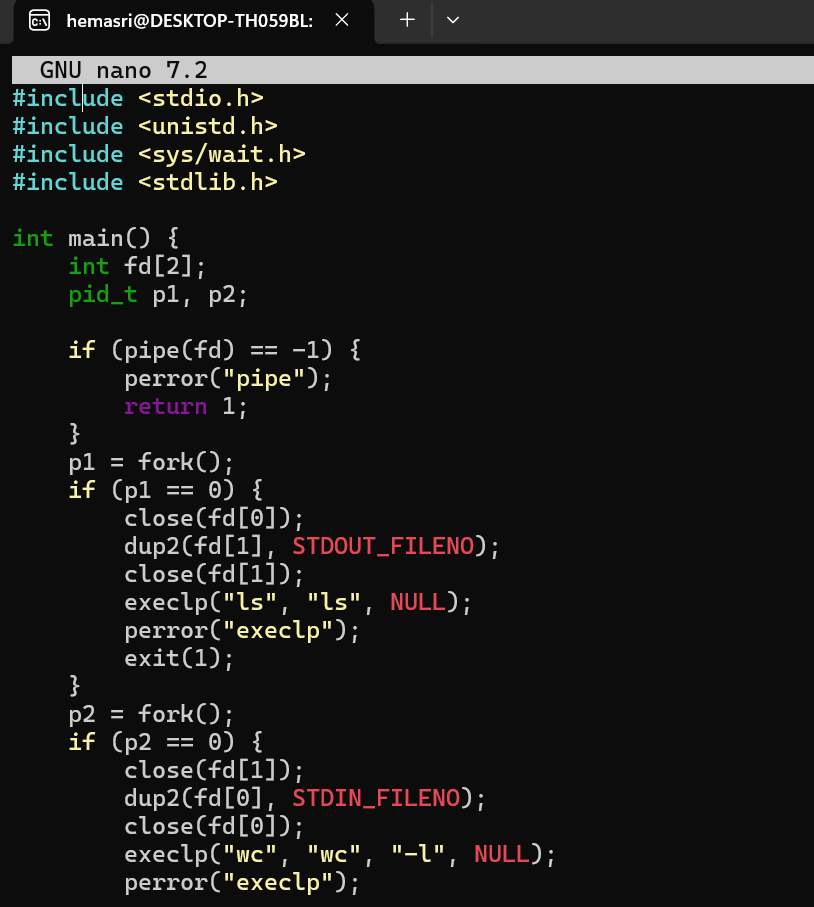 hemasri@DESKTOP-TH059BL:
GNU nano 7.2
#include <stdio.h>
#include <unistd.h>
#include <sys/wait.h>
#include <stdlib.h>

int main() {
    int fd[2];
    pid_t p1, p2;

    if (pipe(fd) == -1) {
        perror("pipe");
        return 1;
    }
    p1 = fork();
    if (p1 == 0) {
        close(fd[0]);
        dup2(fd[1], STDOUT_FILENO);
        close(fd[1]);
        execlp("ls", "ls", NULL);
        perror("execlp");
        exit(1);
    }
    p2 = fork();
    if (p2 == 0) {
        close(fd[1]);
        dup2(fd[0], STDIN_FILENO);
        close(fd[0]);
        execlp("wc", "wc", "-l", NULL);
        perror("execlp");